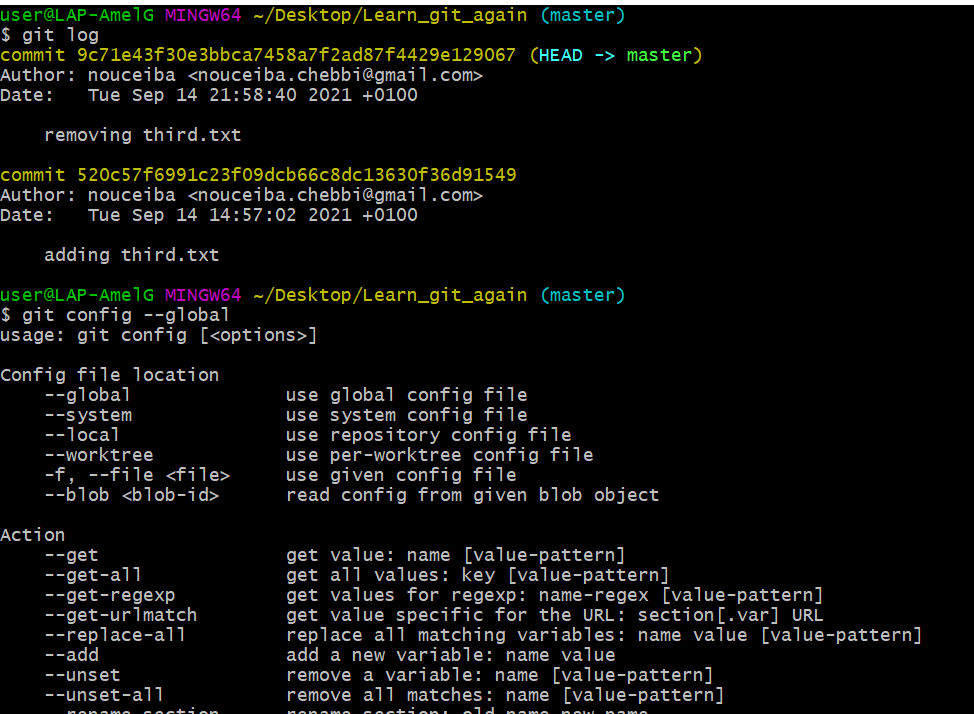 user@LAP-AmelG MINGW64 ~/Desktop/Learn_git_again (master)
$ git log
commit 9c71e43f30e3bbca7458a7f2ad87f4429e129067 (HEAD -> master)
Author: nouceiba <nouceiba.chebbi@gmail.com>
Date:   Tue Sep 14 21:58:40 2021 +0100

    removing third.txt

commit 520c57f6991c23f09dcb66c8dc13630f36d91549
Author: nouceiba <nouceiba.chebbi@gmail.com>
Date:   Tue Sep 14 14:57:02 2021 +0100

    adding third.txt

user@LAP-AmelG MINGW64 ~/Desktop/Learn_git_again (master)
$ git config --global
usage: git config [<options>]

Config file location
    --global              use global config file
    --system              use system config file
    --local               use repository config file
    --worktree            use per-worktree config file
    -f, --file <file>     use given config file
    --blob <blob-id>      read config from given blob object

Action
    --get                 get value: name [value-pattern]
    --get-all             get all values: key [value-pattern]
    --get-regexp          get values for regexp: name-regex [value-pattern]
    --get-urlmatch        get value specific for the URL: section[.var] URL
    --replace-all         replace all matching variables: name value [value-pattern]
    --add                 add a new variable: name value
    --unset               remove a variable: name [value-pattern]
    --unset-all           remove all matches: name [value-pattern]
    --rename-section      rename section: old-name new-name